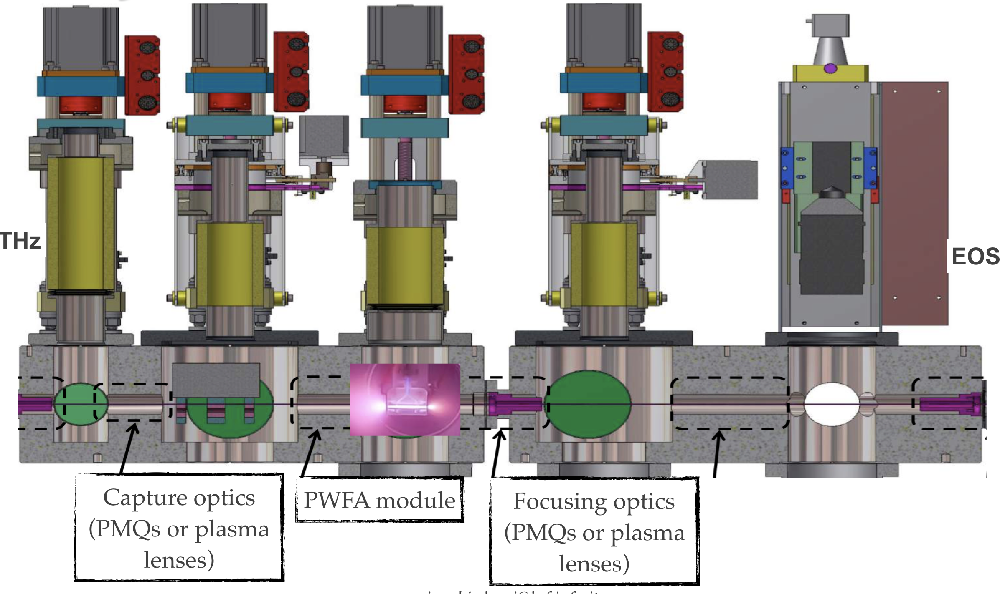 THz
EOS
Capture optics
(PMQs or plasma
lenses)
PWFA module
Focusing optics
(PMQs or plasma
lenses)